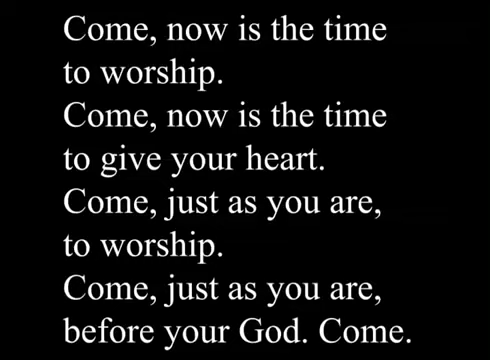 Come, now is the time
to worship.
Come, now is the time
to give your heart.
Come, just as you are,
to worship.
Come, just as you are,
before your God. Come.